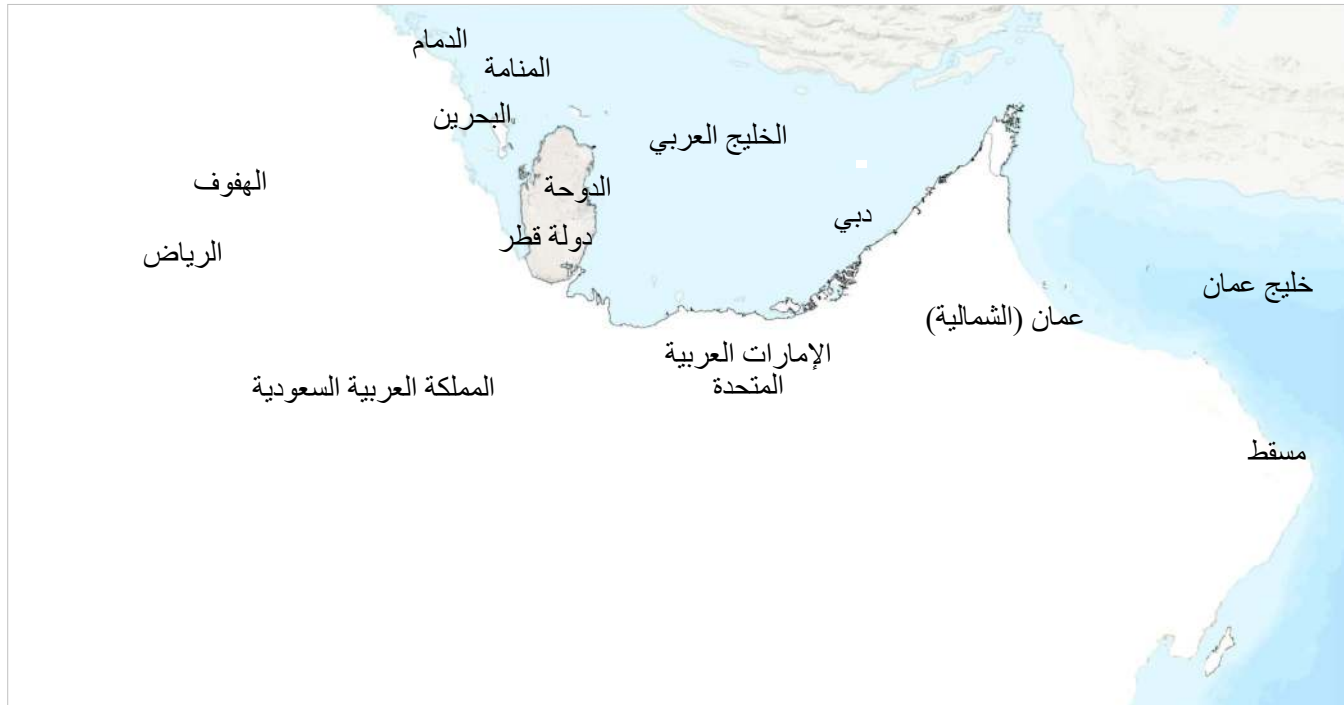 الدمام
المنامة
البحرين
الخليج العربي
الهفوف
الدوحة
دبي
دولة قطر
الرياض
خليج عمان
عمان (الشمالية)
الإمارات العربية
المتحدة
المملكة العربية السعودية
مسقط